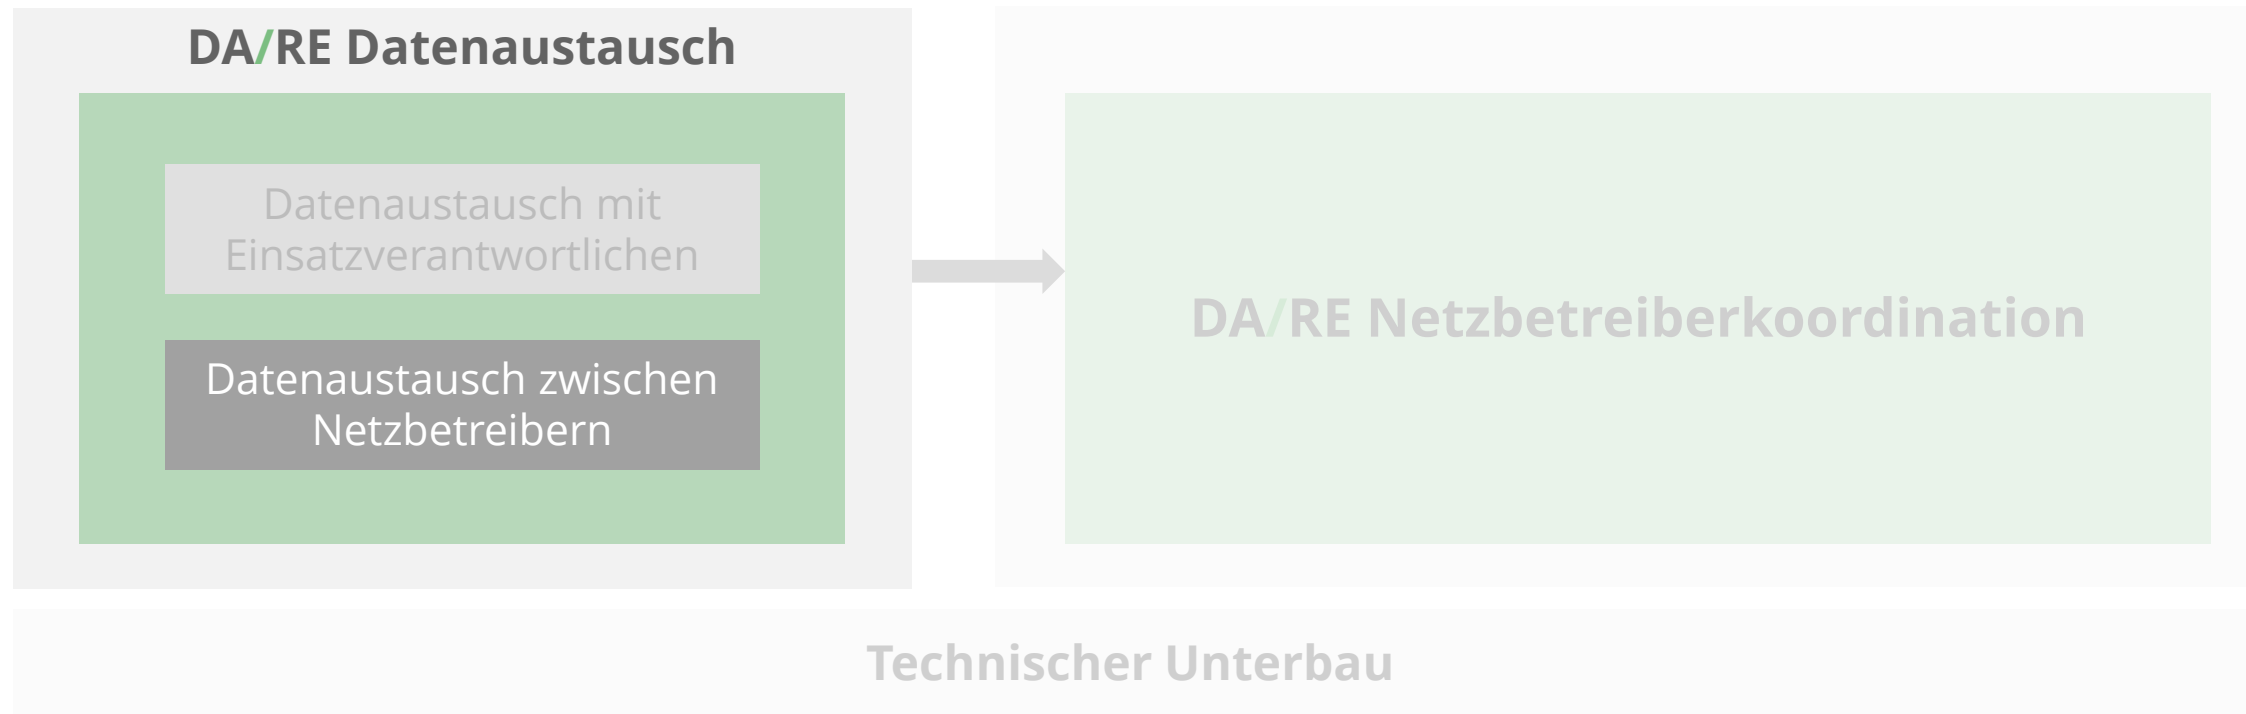 DA/RE Datenaustausch
Datenaustausch mit
Einsatzverantwortlichen
Datenaustausch zwischen
Netzbetreibern
DA/RE Netzbetreiberkoordination
Technischer Unterbau